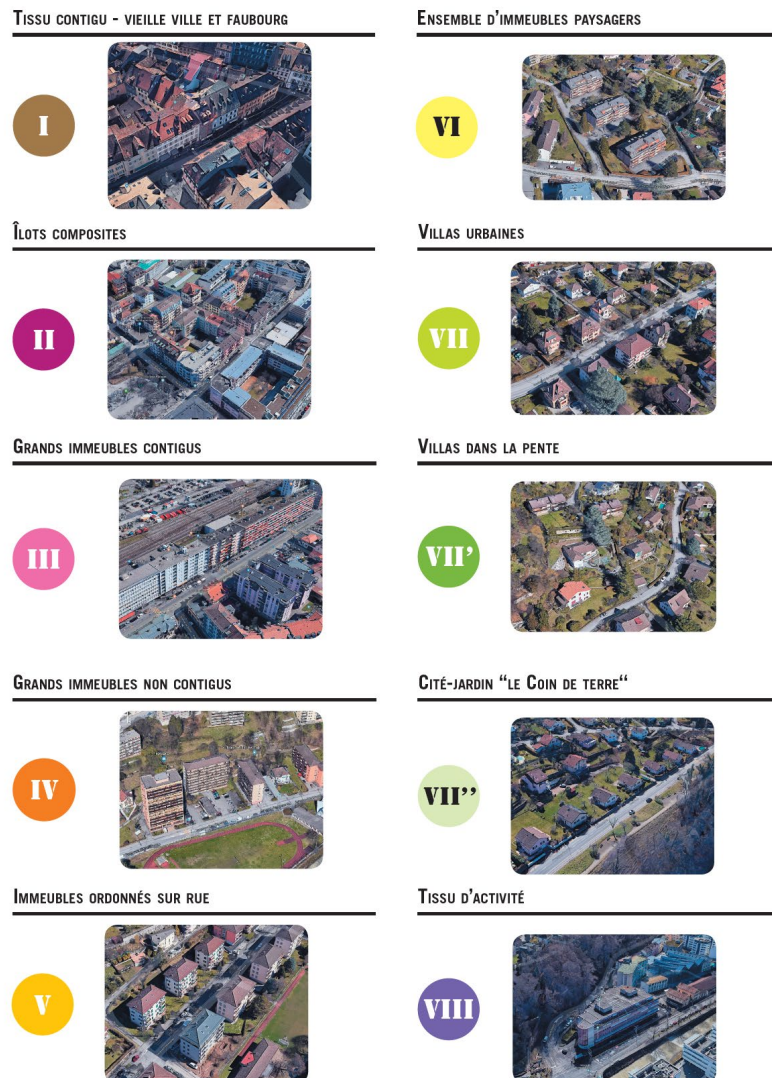 TISSU CONTIGU - VIEILLE VILLE ET FAUBOURG
I
ÎLOTS COMPOSITES
II
GRANDS IMMEUBLES CONTIGUS
III
GRANDS IMMEUBLES NON CONTIGUS
IV
IMMEUBLES ORDONNÉS SUR RUE
V
ENSEMBLE D'IMMEUBLES PAYSAGERS
VI
VILLAS URBAINES
VII
VILLAS DANS LA PENTE
VII’
CITÉ-JARDIN “LE COIN DE TERRE“
VII’’
TISSU D'ACTIVITÉ
VIII